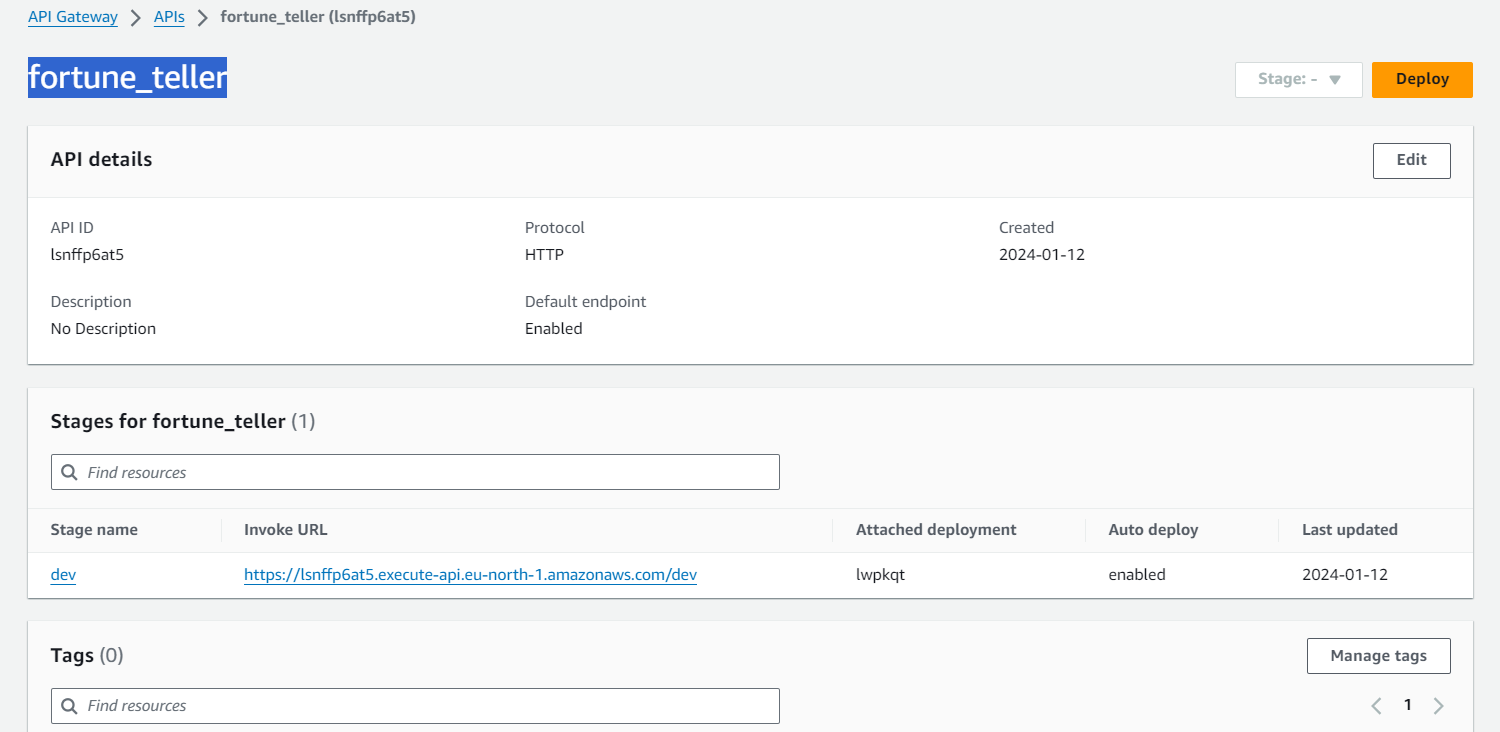 API Gateway > APIs > fortune_teller (lsnffp6at5)
fortune_teller
Stage: - Deploy
API details Edit
API ID Protocol Created
lsnffp6at5 HTTP 2024-01-12
Description Default endpoint
No Description Enabled
Stages for fortune_teller (1)
Find resources
Stage name Invoke URL Attached deployment Auto deploy Last updated
dev https://lsnffp6at5.execute-api.eu-north-1.amazonaws.com/dev lwpkqt enabled 2024-01-12
Tags (0) Manage tags
Find resources < 1 >